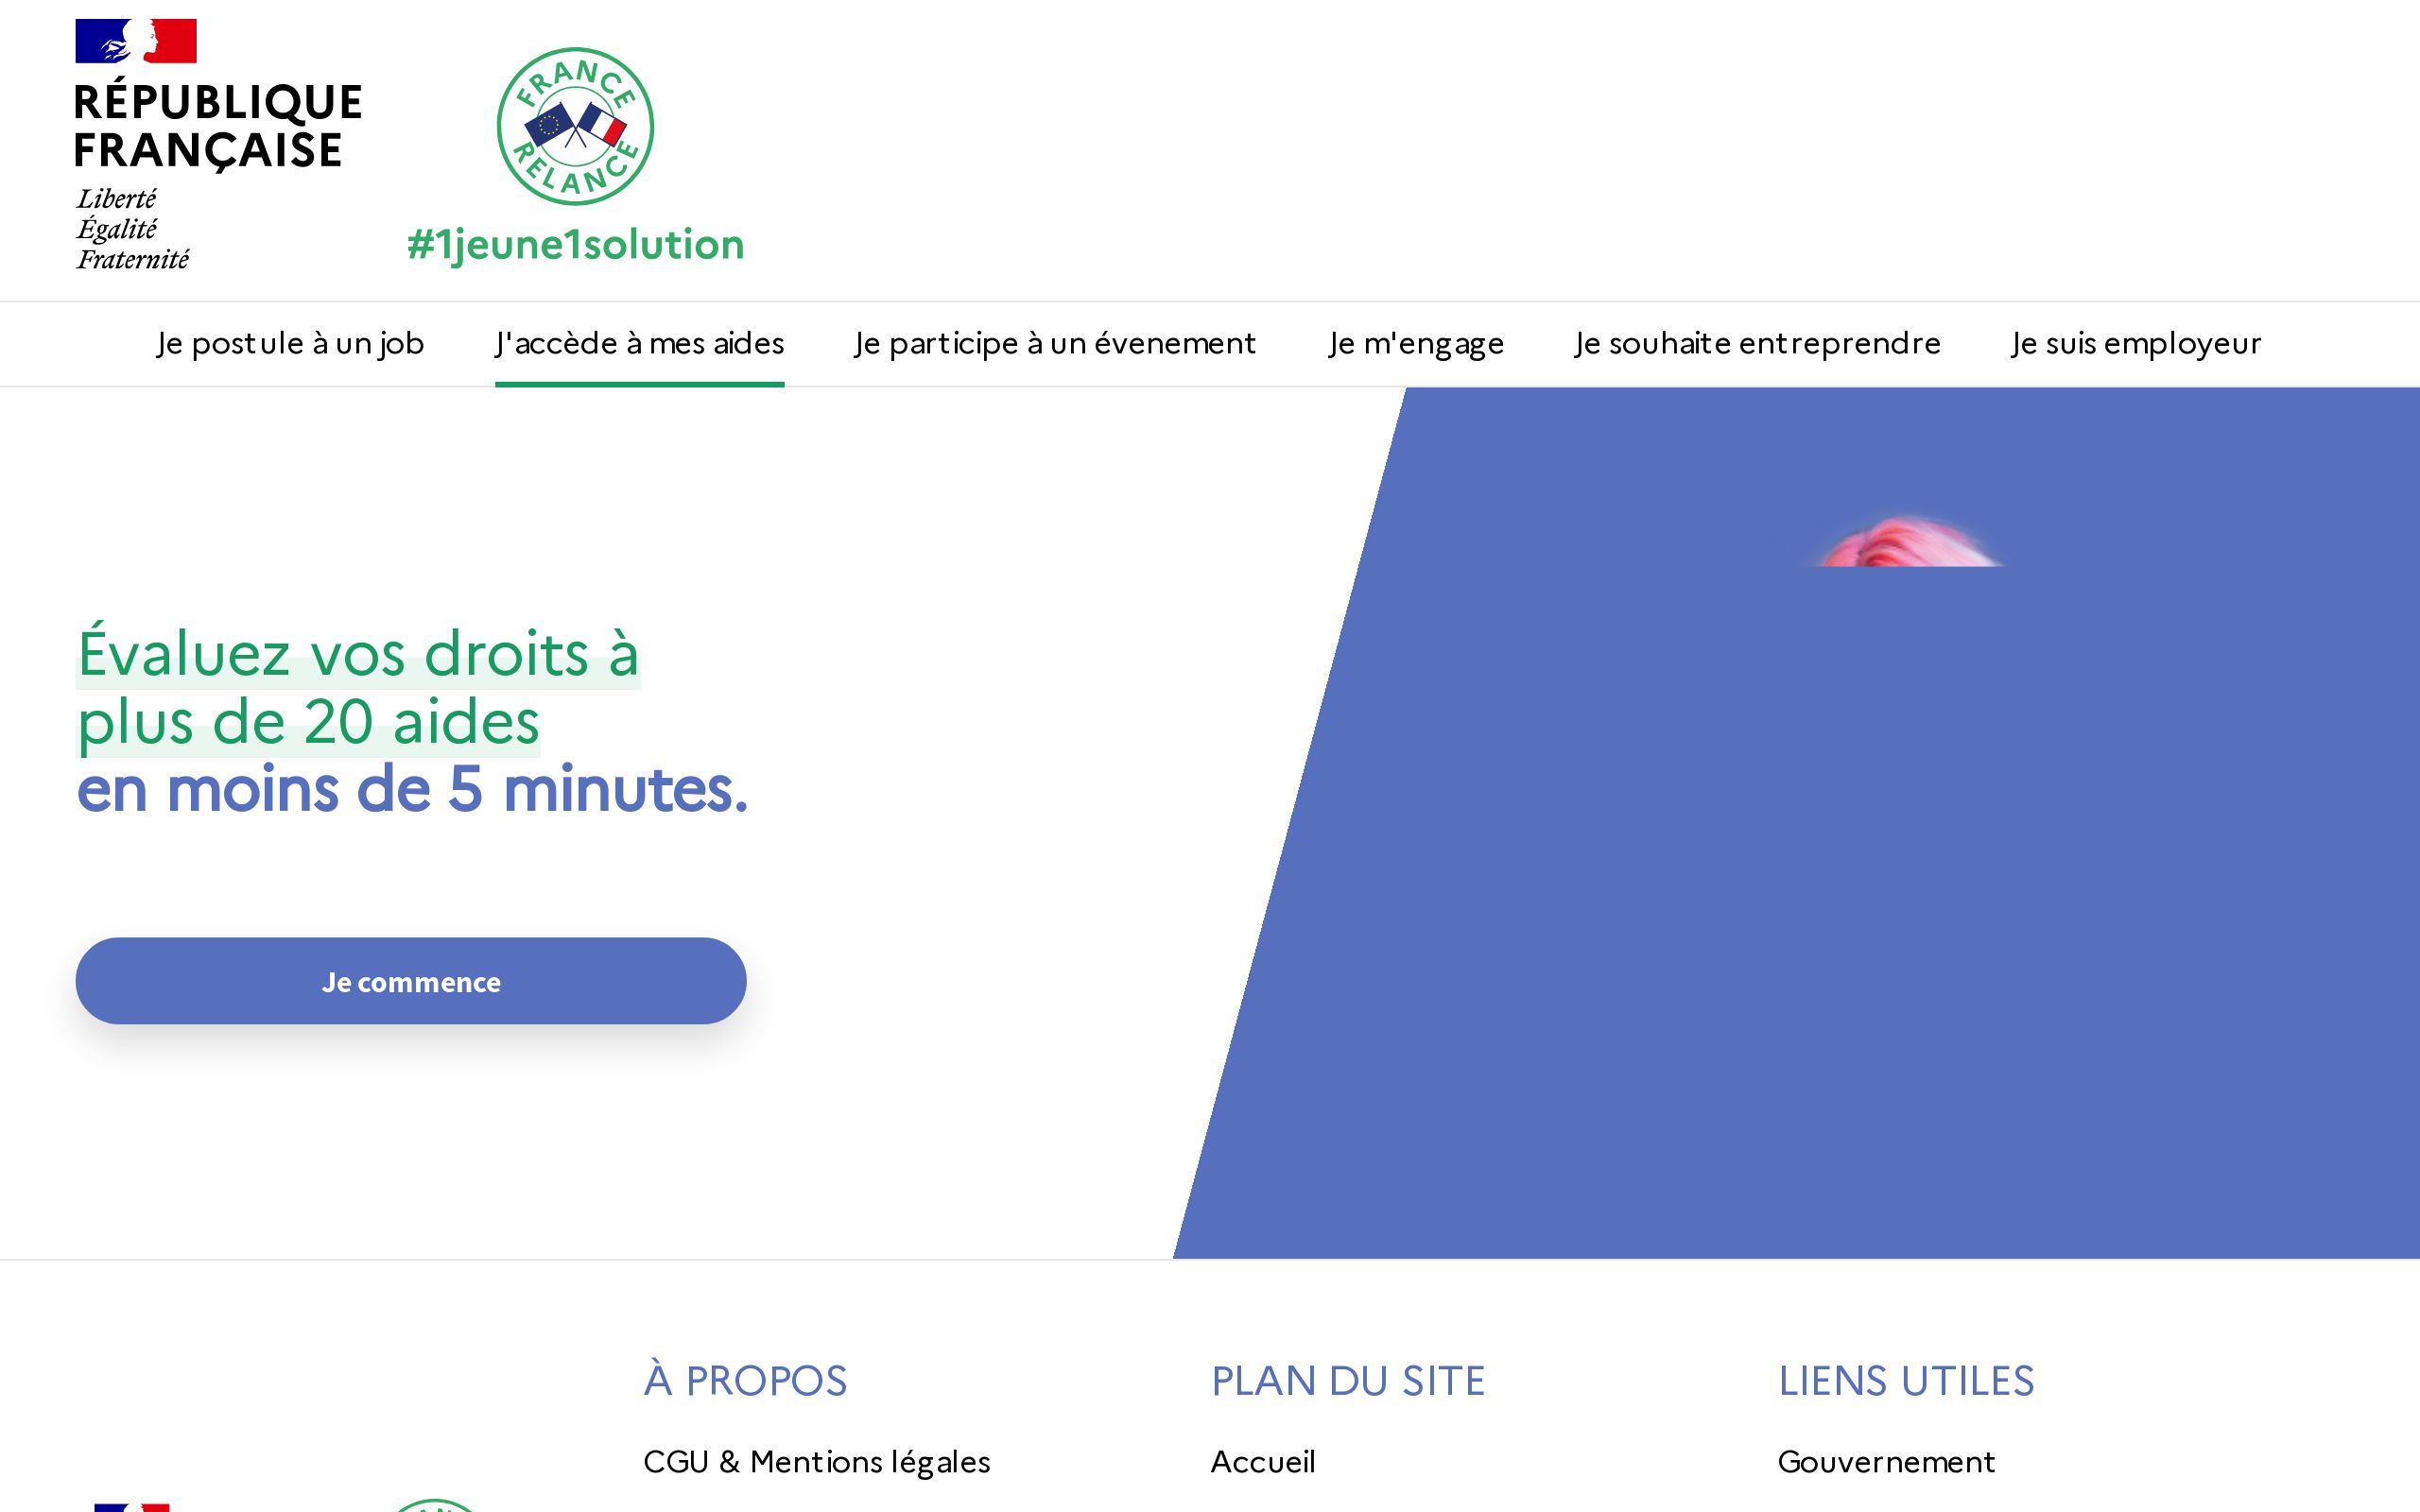 RÉPUBLIQUE
FRANÇAISE
Liberté
Égalité
Fraternité
FRANCE
RELANCE
#1jeune1solution
Je postule à un job
J'accède à mes aides
Je participe à un évenement
Je m'engage
Je souhaite entreprendre
Je suis employeur
Évaluez vos droits à
plus de 20 aides
en moins de 5 minutes.
Je commence
À PROPOS
CGU & Mentions légales
PLAN DU SITE
Accueil
LIENS UTILES
Gouvernement